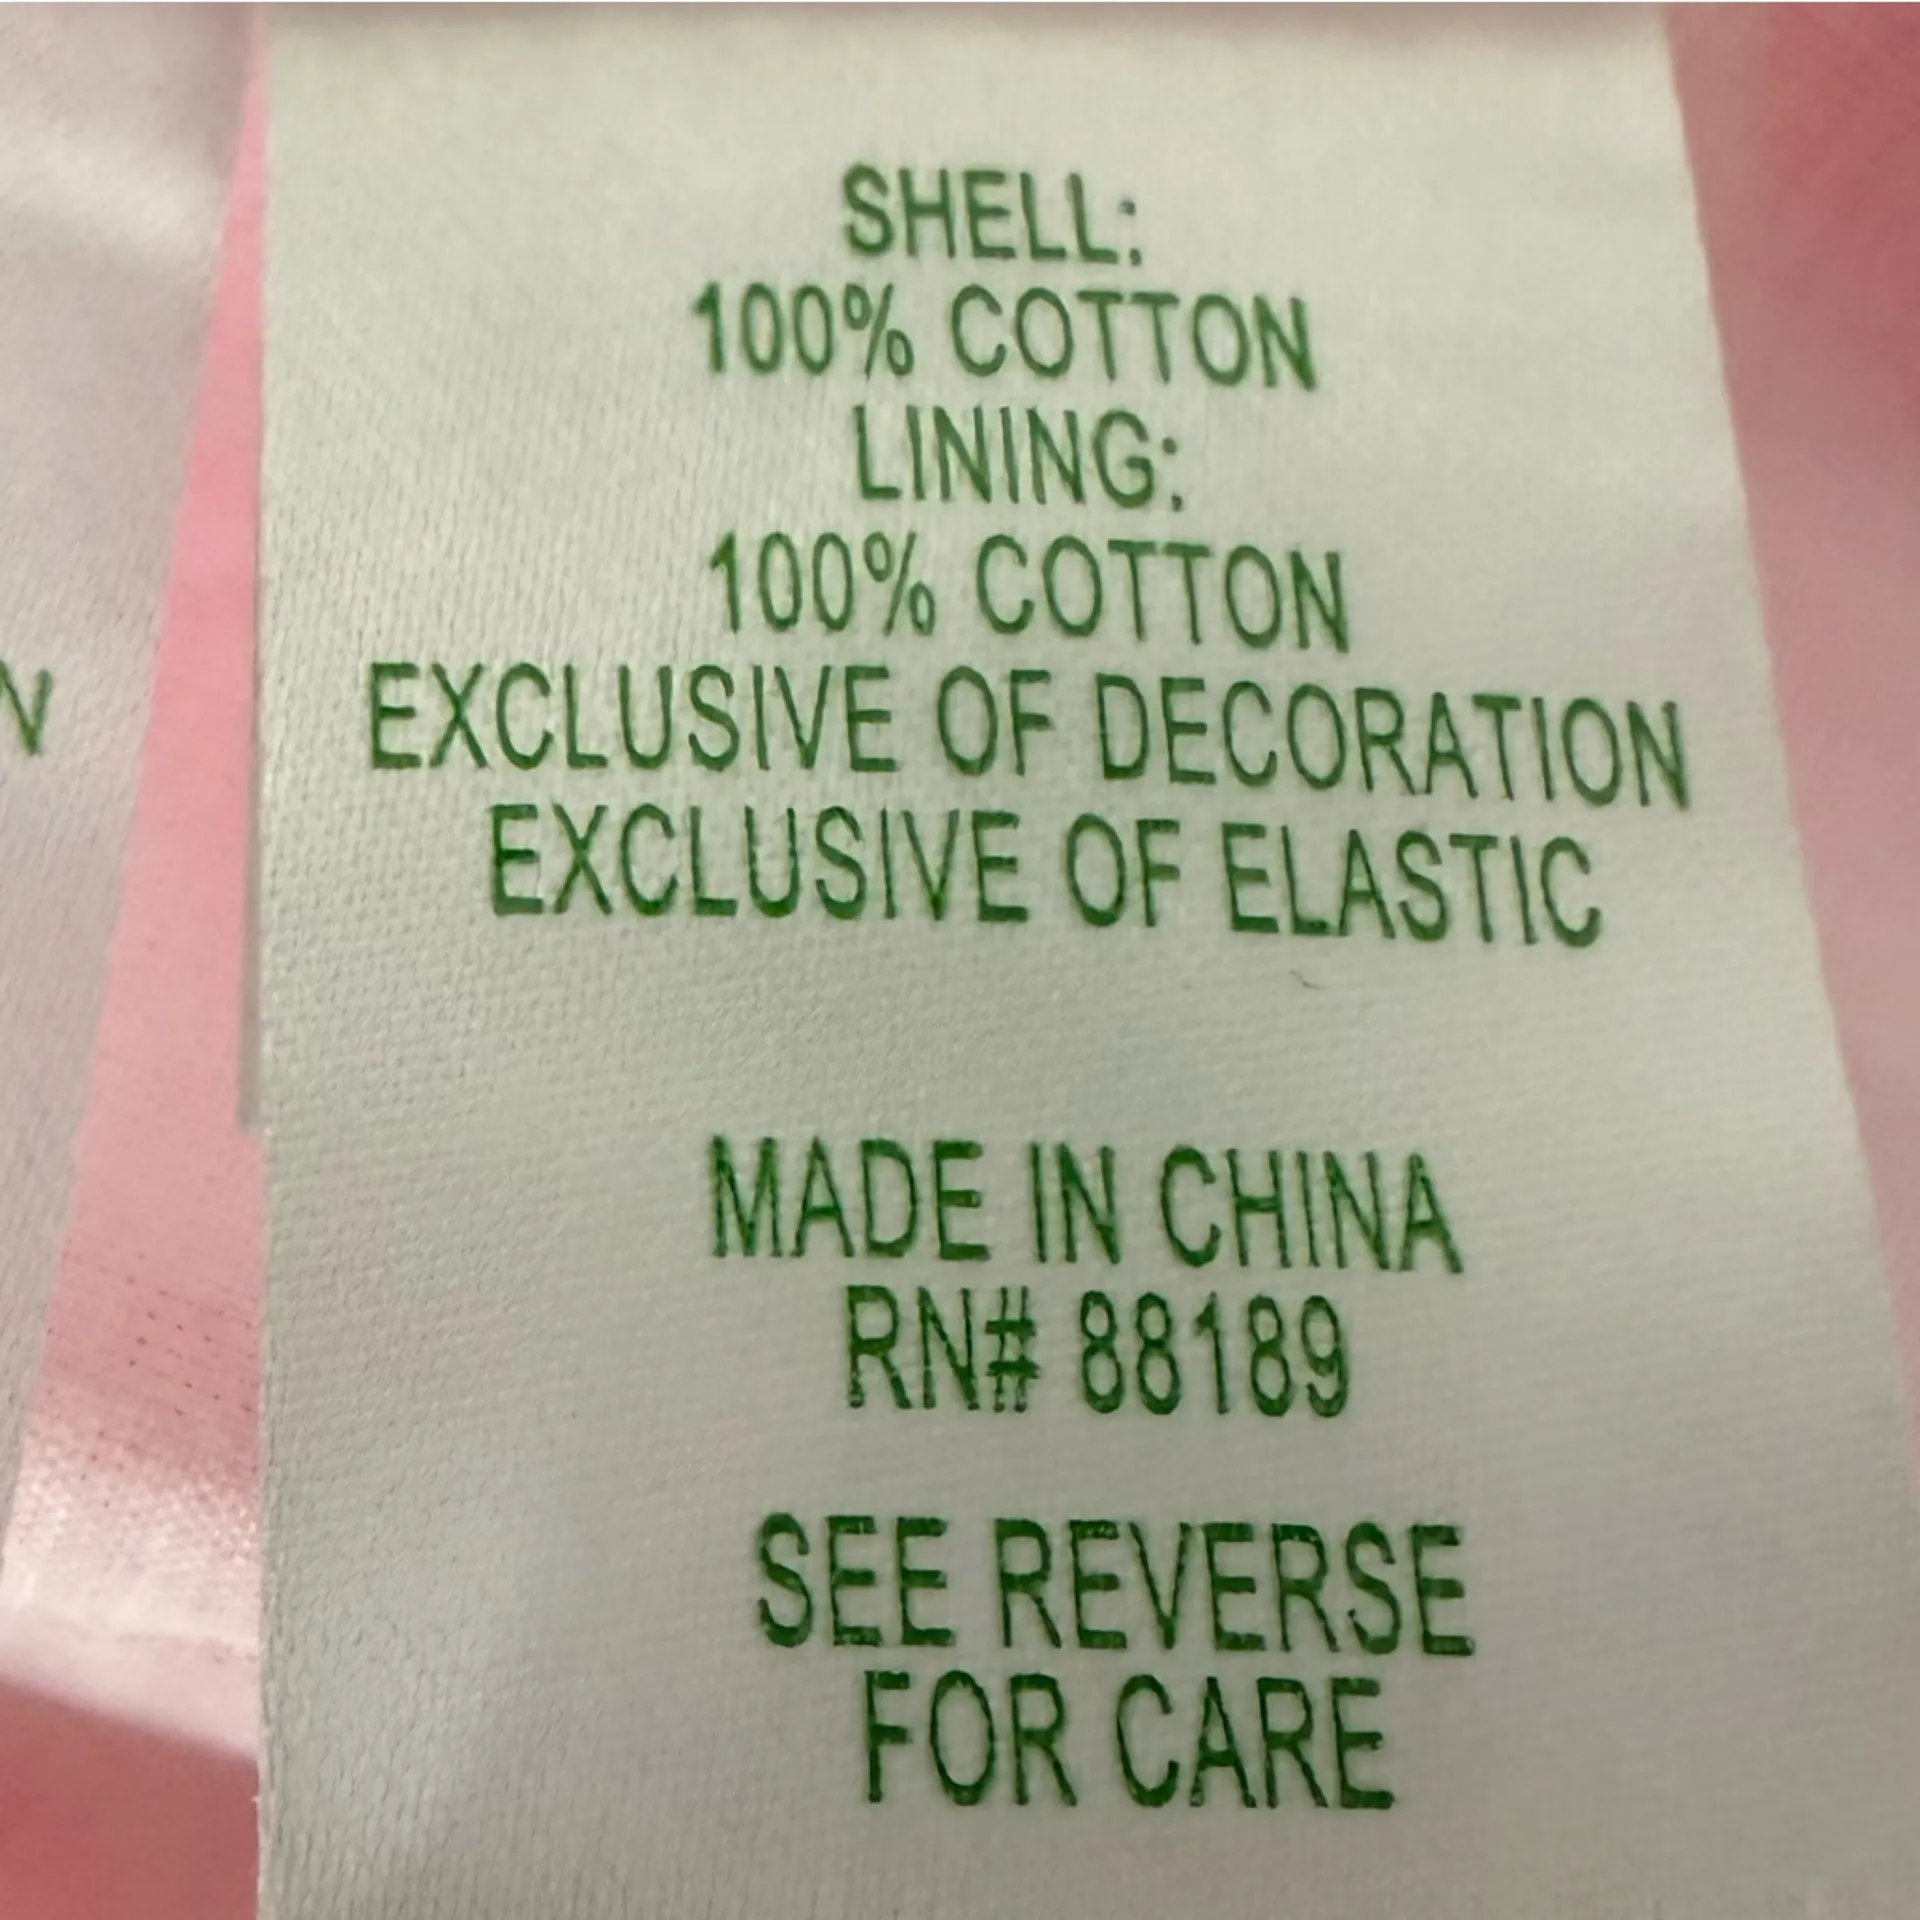 SHELL:
100% COTTON
LINING:
100% COTTON
EXCLUSIVE OF DECORATION
EXCLUSIVE OF ELASTIC
MADE IN CHINA
RN# 88189
SEE REVERSE
FOR CARE